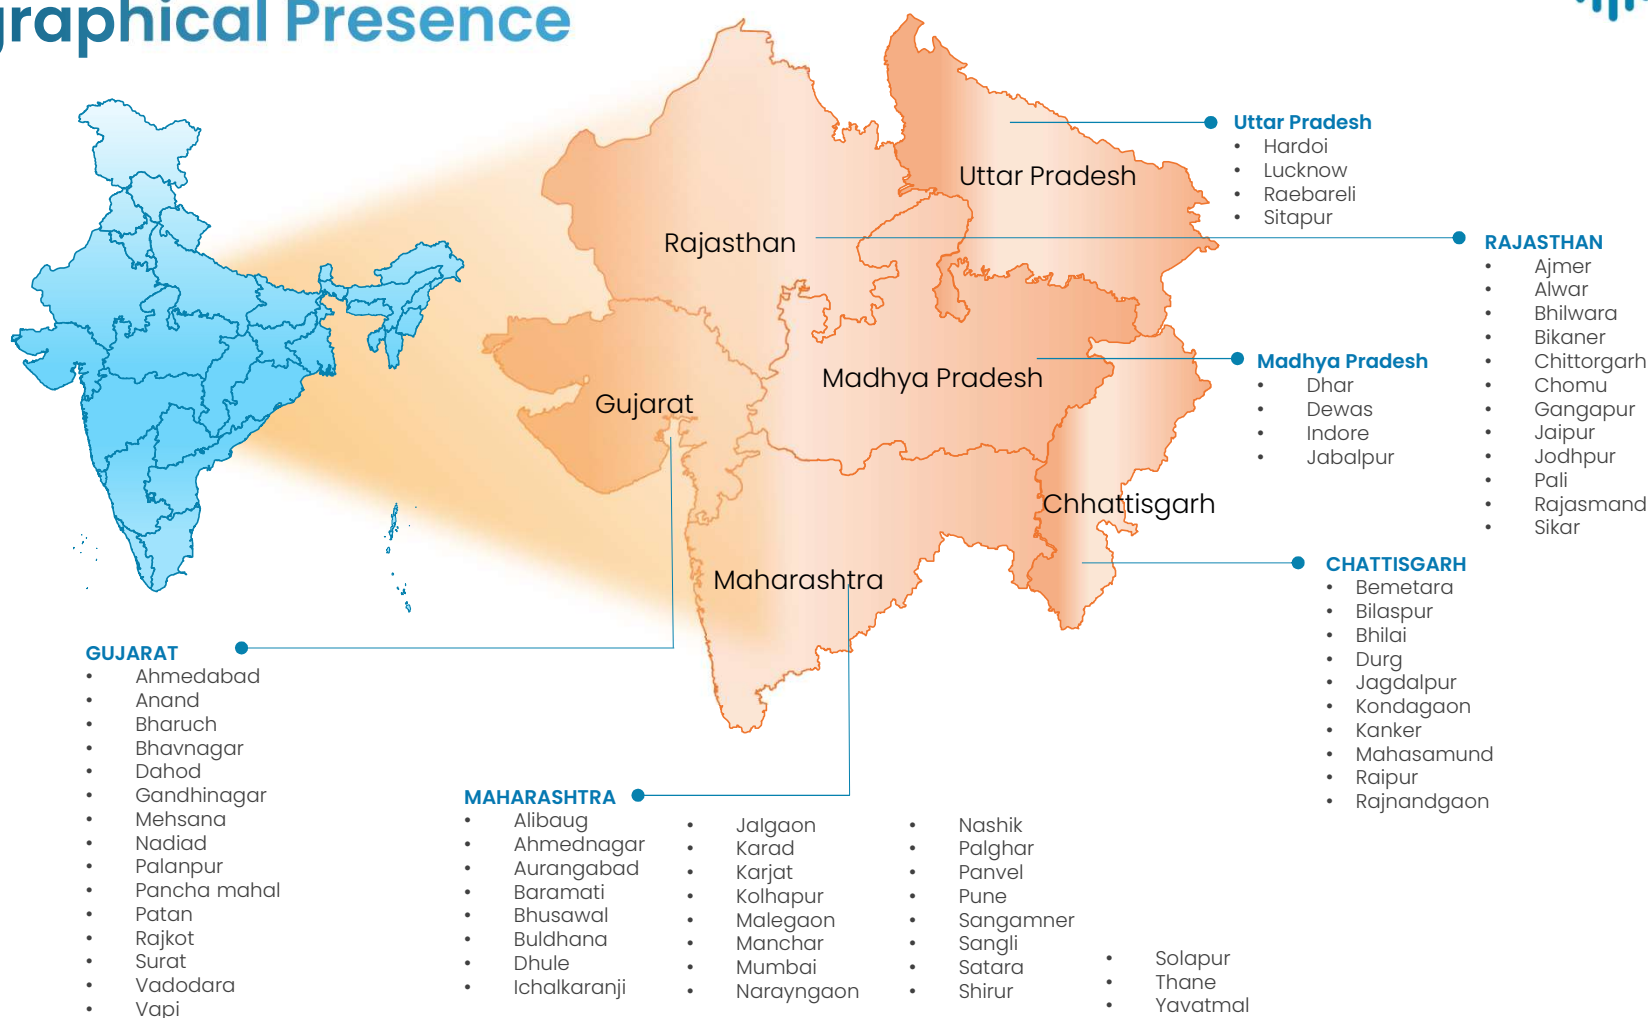 graphical Presence
Uttar Pradesh
Rajasthan
Gujarat
Madhya Pradesh
Chhattisgarh
Maharashtra
Uttar Pradesh
• Hardoi
• Lucknow
• Raebareli
• Sitapur
RAJASTHAN
• Ajmer
• Alwar
• Bhilwara
• Bikaner
• Chittorgarh
• Chomu
• Gangapur
• Jaipur
• Jodhpur
• Pali
• Rajasmand
• Sikar
Madhya Pradesh
• Dhar
• Dewas
• Indore
• Jabalpur
CHATTISGARH
• Bemetara
• Bilaspur
• Bhilai
• Durg
• Jagdalpur
• Kondagaon
• Kanker
• Mahasamund
• Raipur
• Rajnandgaon
GUJARAT
• Ahmedabad
• Anand
• Bharuch
• Bhavnagar
• Dahod
• Gandhinagar
• Mehsana
• Nadiad
• Palanpur
• Pancha mahal
• Patan
• Rajkot
• Surat
• Vadodara
• Vapi
MAHARASHTRA
• Alibaug
• Ahmednagar
• Aurangabad
• Baramati
• Bhusawal
• Buldhana
• Dhule
• Ichalkaranji
• Jalgaon
• Karad
• Karjat
• Kolhapur
• Malegaon
• Manchar
• Mumbai
• Narayngaon
• Nashik
• Palghar
• Panvel
• Pune
• Sangamner
• Sangli
• Satara
• Shirur
• Solapur
• Thane
• Yavatmal